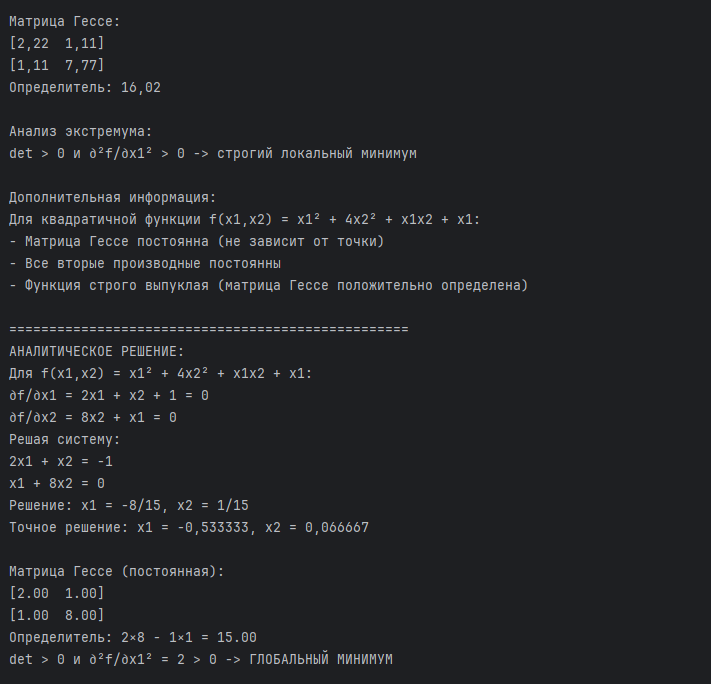 Матрица Гессе:
[2,22  1,11]
[1,11  7,77]
Определитель: 16,02
Анализ экстремума:
det > 0 и ∂²f/∂x1² > 0 -> строгий локальный минимум
Дополнительная информация:
Для квадратичной функции f(x1,x2) = x1² + 4x2² + x1x2 + x1:
- Матрица Гессе постоянна (не зависит от точки)
- Все вторые производные постоянны
- Функция строго выпуклая (матрица Гессе положительно определена)
==================================================
АНАЛИТИЧЕСКОЕ РЕШЕНИЕ:
Для f(x1,x2) = x1² + 4x2² + x1x2 + x1:
∂f/∂x1 = 2x1 + x2 + 1 = 0
∂f/∂x2 = 8x2 + x1 = 0
Решая систему:
2x1 + x2 = -1
x1 + 8x2 = 0
Решение: x1 = -8/15, x2 = 1/15
Точное решение: x1 = -0,533333, x2 = 0,066667
Матрица Гессе (постоянная):
[2.00  1.00]
[1.00  8.00]
Определитель: 2×8 - 1×1 = 15.00
det > 0 и ∂²f/∂x1² = 2 > 0 -> ГЛОБАЛЬНЫЙ МИНИМУМ